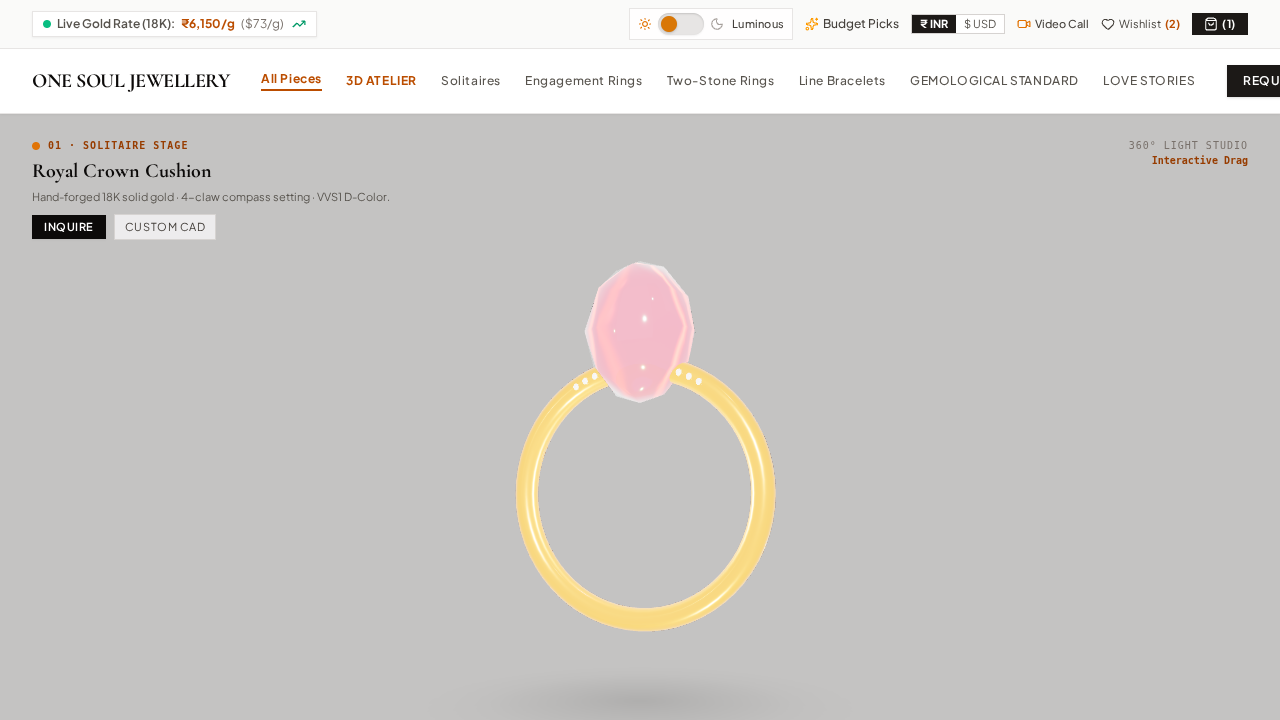 Live Gold Rate (18K): ₹6,150/g ($73/g)
Luminous
Budget Picks
₹ INR $ USD
Video Call
Wishlist (2)
(1)
ONE SOUL JEWELLERY
All Pieces
3D ATELIER
Solitaires
Engagement Rings
Two-Stone Rings
Line Bracelets
GEMOLOGICAL STANDARD
LOVE STORIES
REQU
01 · SOLITAIRE STAGE
Royal Crown Cushion
Hand-forged 18K solid gold · 4-claw compass setting · VVS1 D-Color.
INQUIRE
CUSTOM CAD
360° LIGHT STUDIO
Interactive Drag